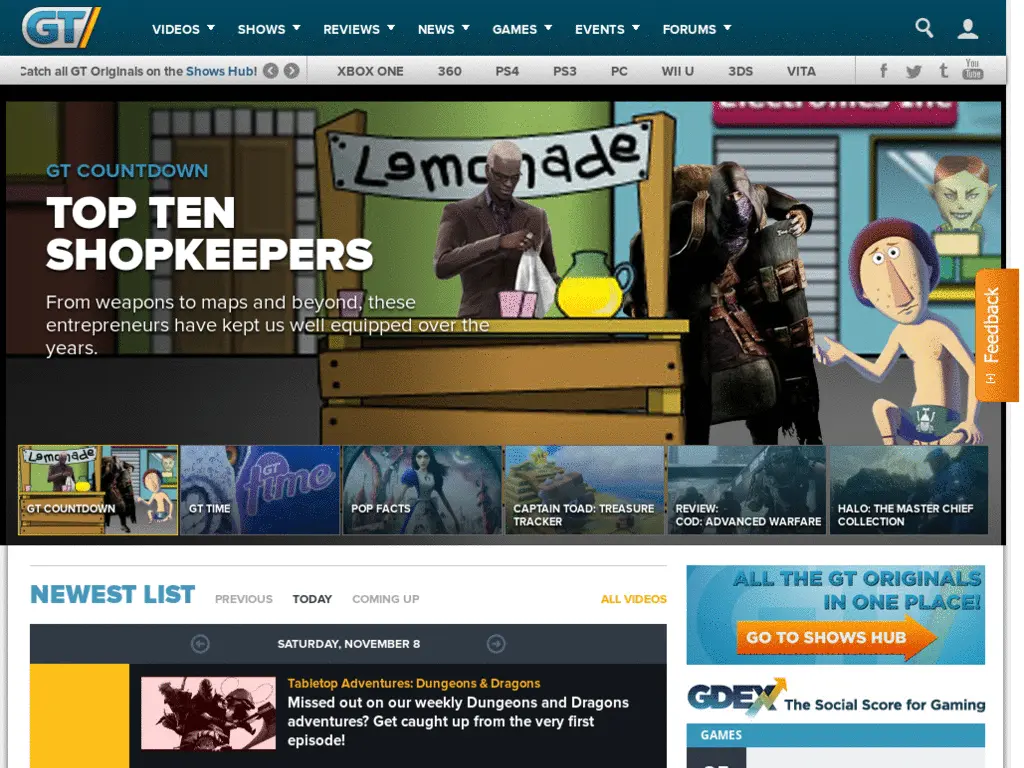 GT
VIDEOS SHOWS REVIEWS NEWS GAMES EVENTS FORUMS
Catch all GT Originals on the Shows Hub!
XBOX ONE 360 PS4 PS3 PC WII U 3DS VITA
f t You Tube
Electronics Inc
Lemonade
GT COUNTDOWN
TOP TEN
SHOPKEEPERS
From weapons to maps and beyond, these
entrepreneurs have kept us well equipped over the
years.
[+] Feedback
Lemonade
GT COUNTDOWN
GT time
GT TIME
POP FACTS
CAPTAIN TOAD: TREASURE
TRACKER
REVIEW:
COD: ADVANCED WARFARE
HALO: THE MASTER CHIEF
COLLECTION
NEWEST LIST PREVIOUS TODAY COMING UP ALL VIDEOS
SATURDAY, NOVEMBER 8
Tabletop Adventures: Dungeons & Dragons
Missed out on our weekly Dungeons and Dragons
adventures? Get caught up from the very first
episode!
ALL THE GT ORIGINALS
IN ONE PLACE!
GO TO SHOWS HUB
GDEX The Social Score for Gaming
GAMES